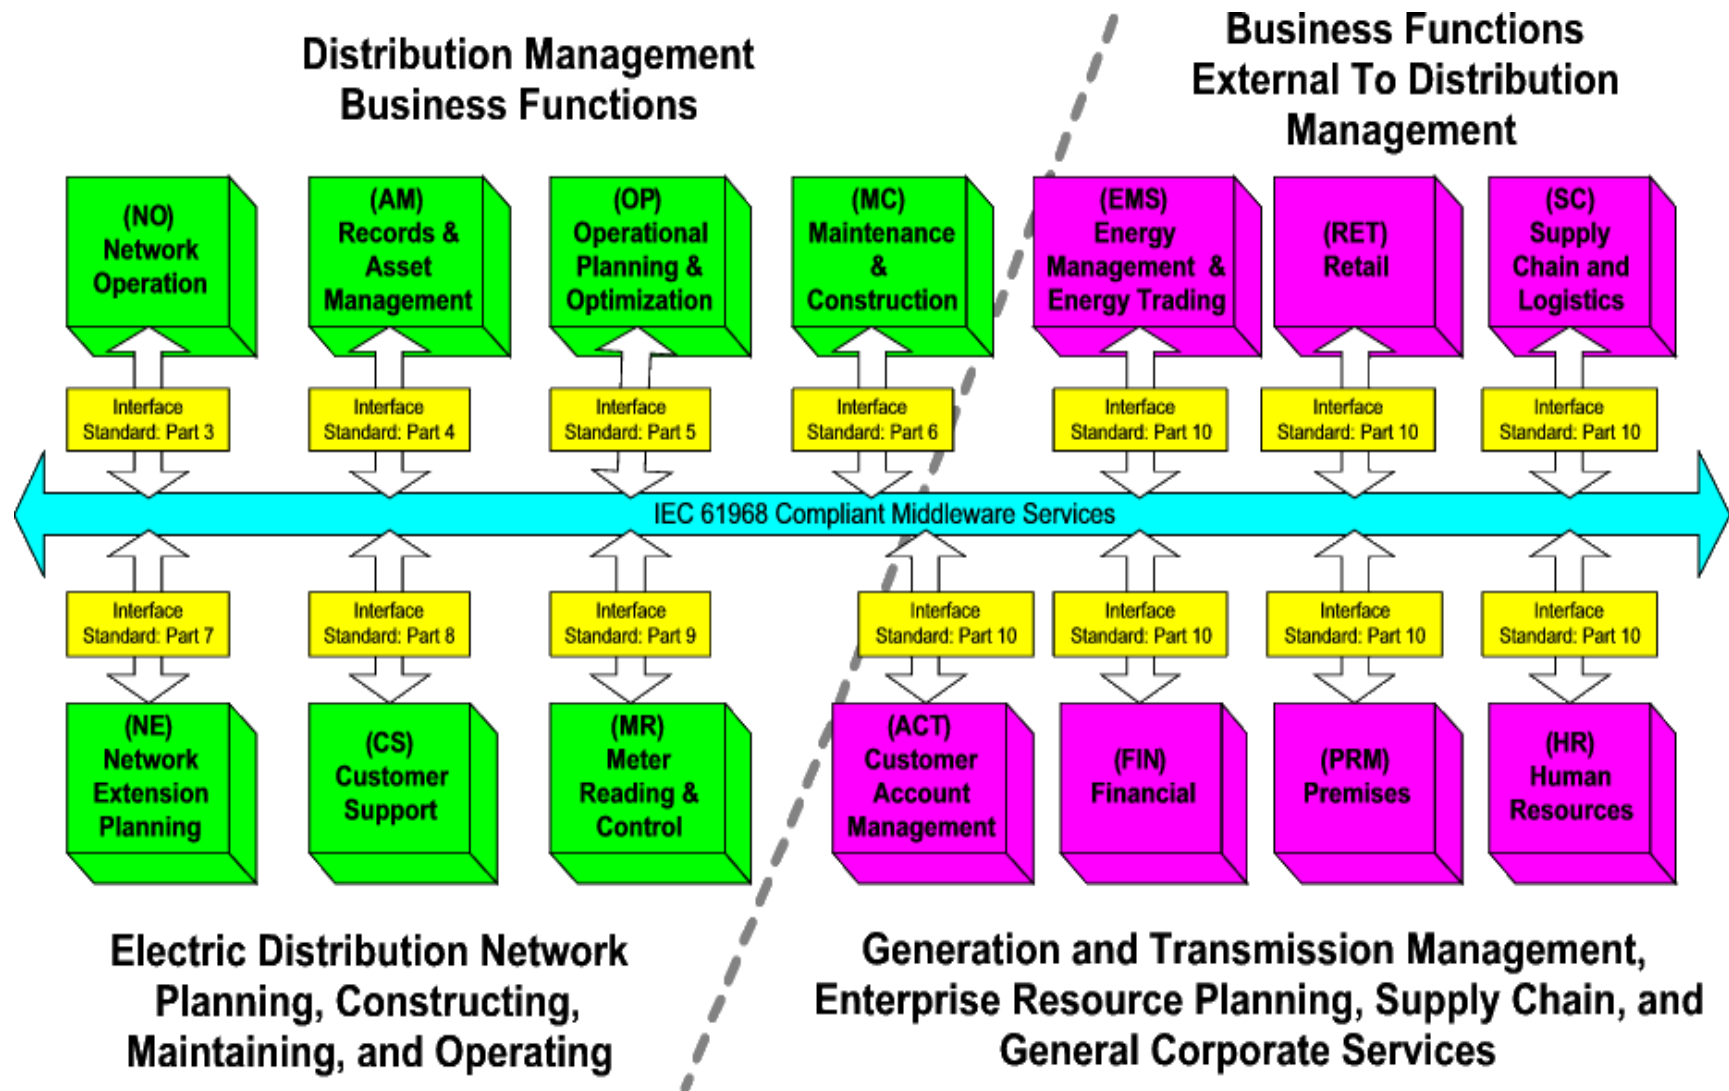 Distribution Management
Business Functions
Business Functions
External To Distribution
Management
(NO)
Network
Operation
(AM)
Records &
Asset
Management
(OP)
Operational
Planning &
Optimization
(MC)
Maintenance
&
Construction
(EMS)
Energy
Management &
Energy Trading
(RET)
Retail
(SC)
Supply
Chain and
Logistics
Interface
Standard: Part 3
Interface
Standard: Part 4
Interface
Standard: Part 5
Interface
Standard: Part 6
Interface
Standard: Part 10
Interface
Standard: Part 10
Interface
Standard: Part 10
IEC 61968 Compliant Middleware Services
Interface
Standard: Part 7
Interface
Standard: Part 8
Interface
Standard: Part 9
Interface
Standard: Part 10
Interface
Standard: Part 10
Interface
Standard: Part 10
Interface
Standard: Part 10
(NE)
Network
Extension
Planning
(CS)
Customer
Support
(MR)
Meter
Reading &
Control
(ACT)
Customer
Account
Management
(FIN)
Financial
(PRM)
Premises
(HR)
Human
Resources
Electric Distribution Network
Planning, Constructing,
Maintaining, and Operating
Generation and Transmission Management,
Enterprise Resource Planning, Supply Chain, and
General Corporate Services